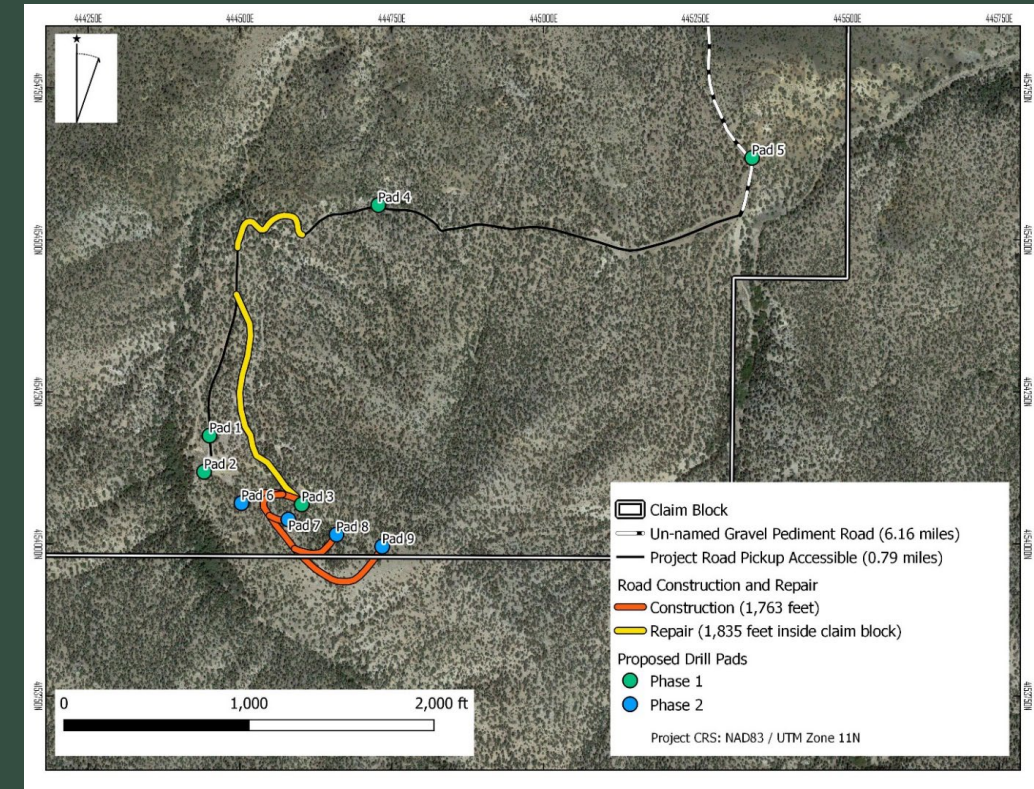 444250E 444500E 444750E 445000E 445250E 445500E 445750E
Pad 5
Pad 4
Pad 1
Pad 2
Pad 6 Pad 3
Pad 7 Pad 8
Pad 9
Claim Block
Un-named Gravel Pediment Road (6.16 miles)
Project Road Pickup Accessible (0.79 miles)
Road Construction and Repair
Construction (1,763 feet)
Repair (1,835 feet inside claim block)
Proposed Drill Pads
Phase 1
Phase 2
Project CRS: NAD83 / UTM Zone 11N
0 1,000 2,000 ft